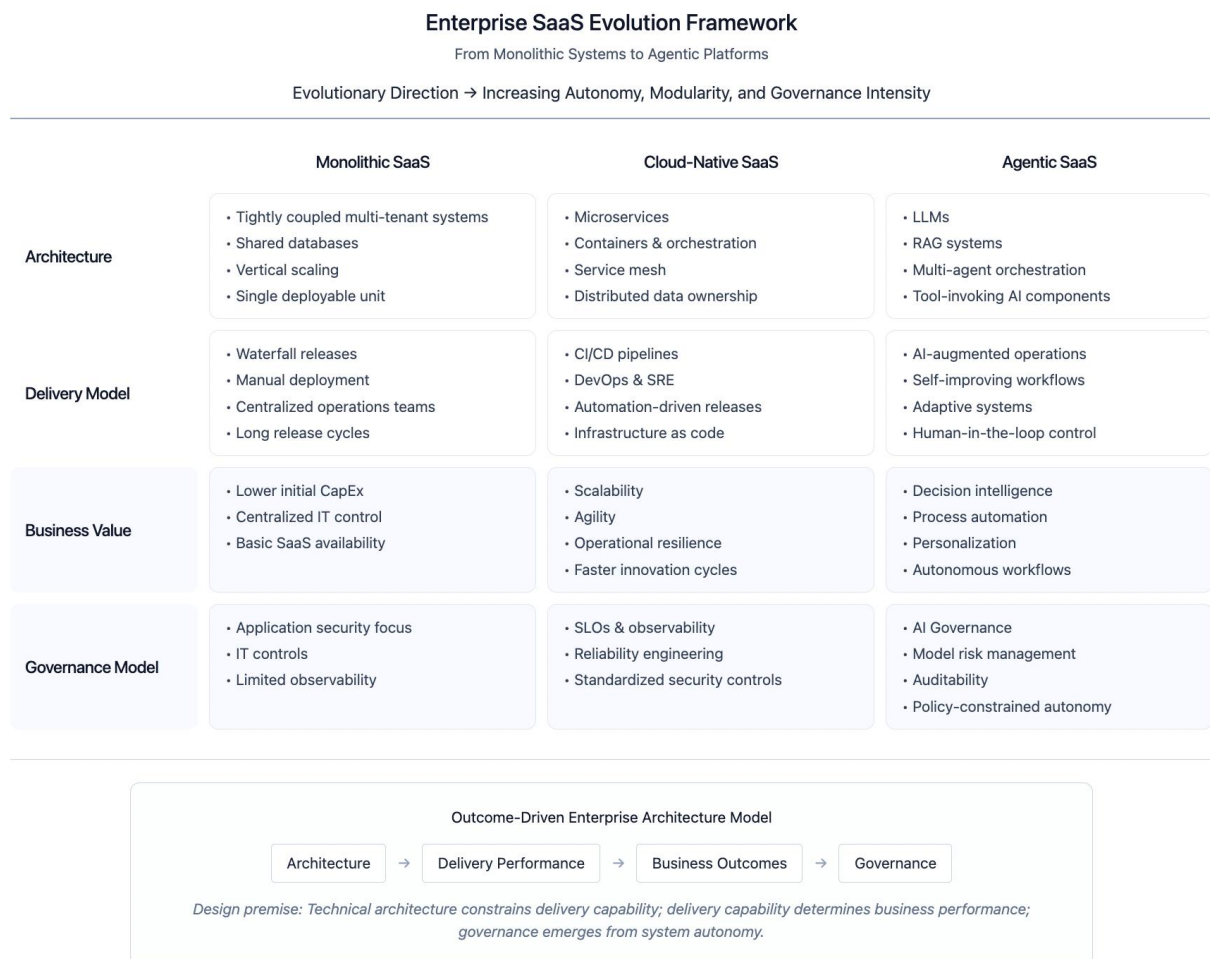 Enterprise SaaS Evolution Framework
From Monolithic Systems to Agentic Platforms
Evolutionary Direction → Increasing Autonomy, Modularity, and Governance Intensity
Monolithic SaaS
Cloud-Native SaaS
Agentic SaaS
Architecture
• Tightly coupled multi-tenant systems
• Shared databases
• Vertical scaling
• Single deployable unit
• Microservices
• Containers & orchestration
• Service mesh
• Distributed data ownership
• LLMs
• RAG systems
• Multi-agent orchestration
• Tool-invoking AI components
Delivery Model
• Waterfall releases
• Manual deployment
• Centralized operations teams
• Long release cycles
• CI/CD pipelines
• DevOps & SRE
• Automation-driven releases
• Infrastructure as code
• AI-augmented operations
• Self-improving workflows
• Adaptive systems
• Human-in-the-loop control
Business Value
• Lower initial CapEx
• Centralized IT control
• Basic SaaS availability
• Scalability
• Agility
• Operational resilience
• Faster innovation cycles
• Decision intelligence
• Process automation
• Personalization
• Autonomous workflows
Governance Model
• Application security focus
• IT controls
• Limited observability
• SLOs & observability
• Reliability engineering
• Standardized security controls
• AI Governance
• Model risk management
• Auditability
• Policy-constrained autonomy
Outcome-Driven Enterprise Architecture Model
Architecture → Delivery Performance → Business Outcomes → Governance
Design premise: Technical architecture constrains delivery capability; delivery capability determines business performance;
governance emerges from system autonomy.